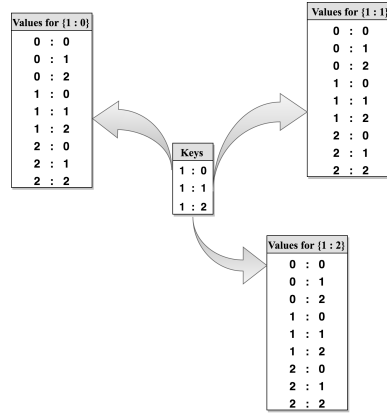 Values for {1 : 0}
0 : 0
0 : 1
0 : 2
1 : 0
1 : 1
1 : 2
2 : 0
2 : 1
2 : 2
Values for {1 : 1}
0 : 0
0 : 1
0 : 2
1 : 0
1 : 1
1 : 2
2 : 0
2 : 1
2 : 2
Keys
1 : 0
1 : 1
1 : 2
Values for {1 : 2}
0 : 0
0 : 1
0 : 2
1 : 0
1 : 1
1 : 2
2 : 0
2 : 1
2 : 2